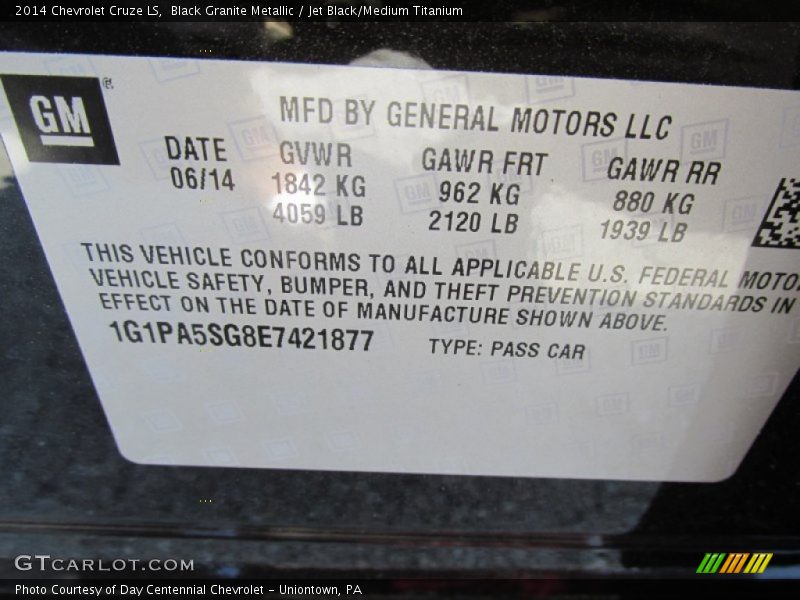 2014 Chevrolet Cruze LS, Black Granite Metallic / Jet Black/Medium Titanium
GM
MFD BY GENERAL MOTORS LLC
DATE GVWR GAWR FRT GAWR RR
06/14 1842 KG 962 KG 880 KG
4059 LB 2120 LB 1939 LB
THIS VEHICLE CONFORMS TO ALL APPLICABLE U.S. FEDERAL MOTO
VEHICLE SAFETY, BUMPER, AND THEFT PREVENTION STANDARDS IN
EFFECT ON THE DATE OF MANUFACTURE SHOWN ABOVE.
1G1PA5SG8E7421877 TYPE: PASS CAR
GTCARLOT.COM
Photo Courtesy of Day Centennial Chevrolet - Uniontown, PA